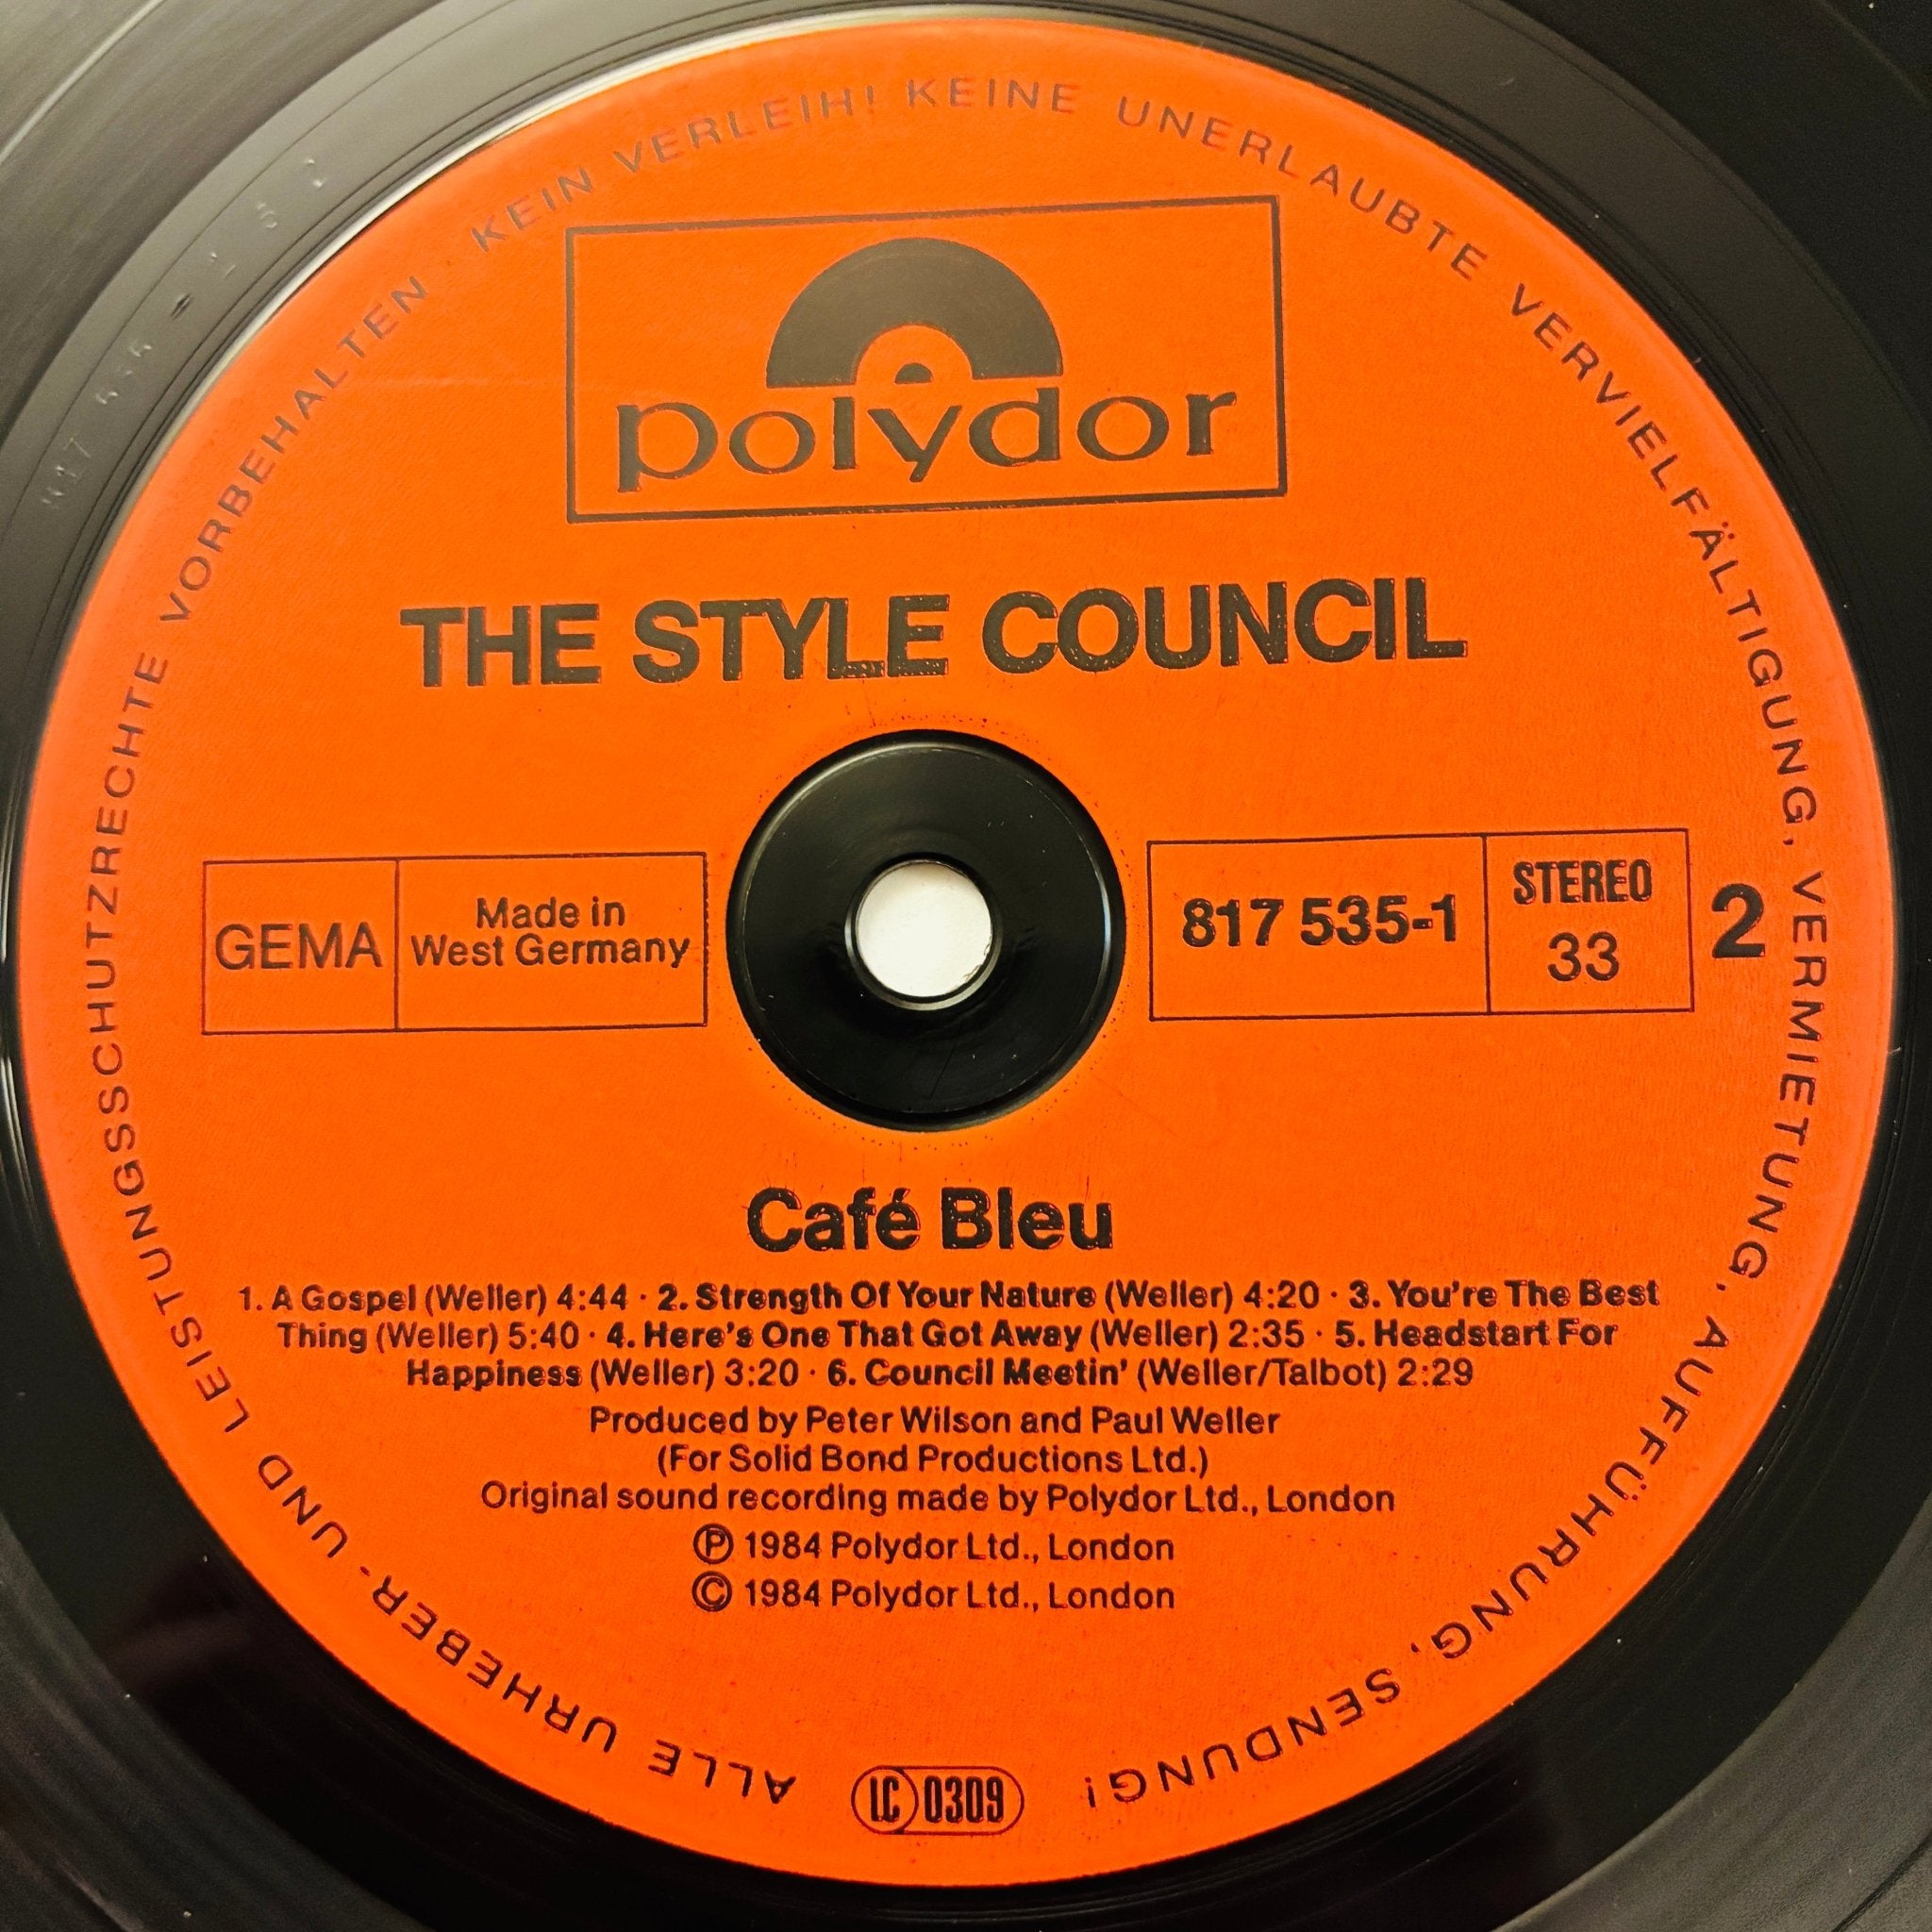 ALLE URHEBER- UND LEISTUNGSSCHUTZRECHTE VORBEHALTEN · KEIN VERLEIH! KEINE UNERLAUBTE VERVIELFÄLTIGUNG, VERMIETUNG, AUFFÜHRUNG, SENDUNG!
polydor
THE STYLE COUNCIL
GEMA
Made in
West Germany
817 535-1
STEREO
33
2
Café Bleu
1. A Gospel (Weller) 4:44 · 2. Strength Of Your Nature (Weller) 4:20 · 3. You're The Best
Thing (Weller) 5:40 · 4. Here's One That Got Away (Weller) 2:35 · 5. Headstart For
Happiness (Weller) 3:20 · 6. Council Meetin' (Weller/Talbot) 2:29
Produced by Peter Wilson and Paul Weller
(For Solid Bond Productions Ltd.)
Original sound recording made by Polydor Ltd., London
Ⓟ 1984 Polydor Ltd., London
© 1984 Polydor Ltd., London
LC 0309